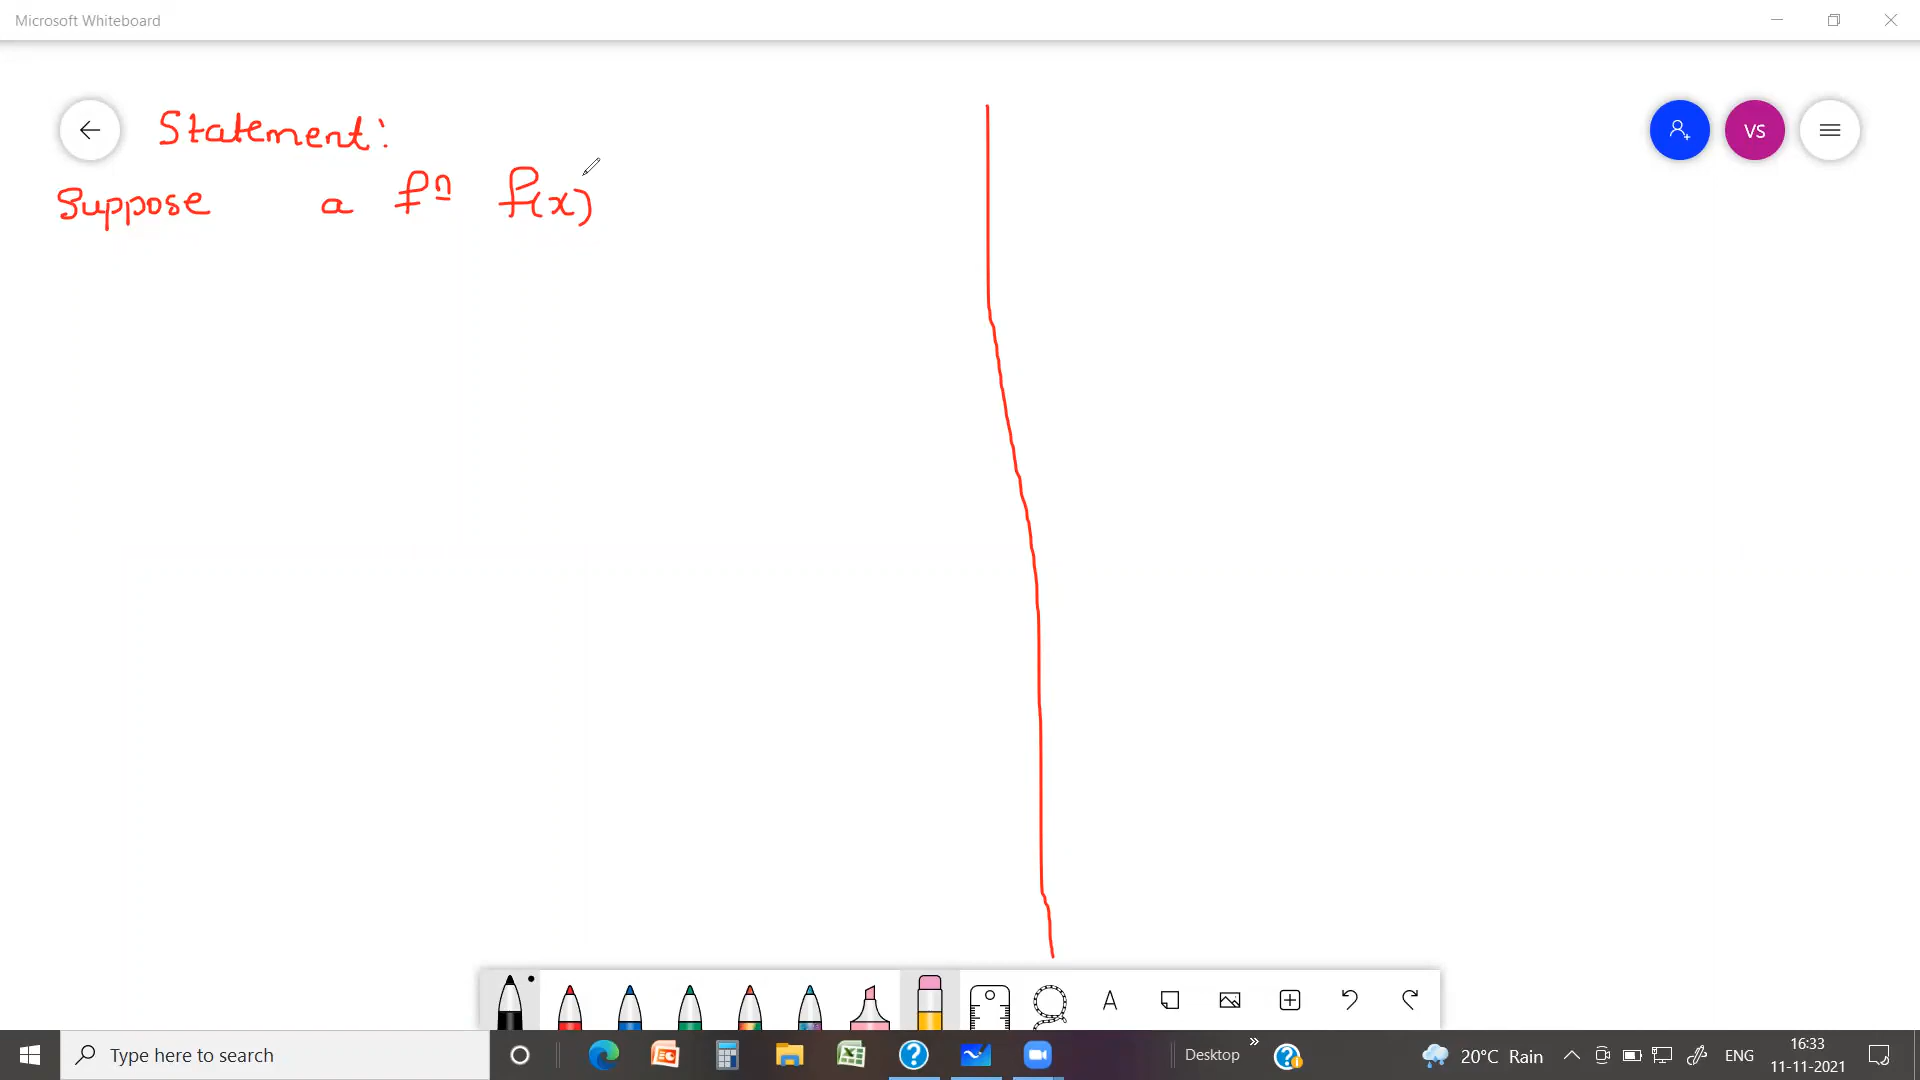 Microsoft Whiteboard
Statement:
VS
Suppose a fn f(x)
A
Type here to search
Desktop
20°C Rain
ENG
16:33
11-11-2021